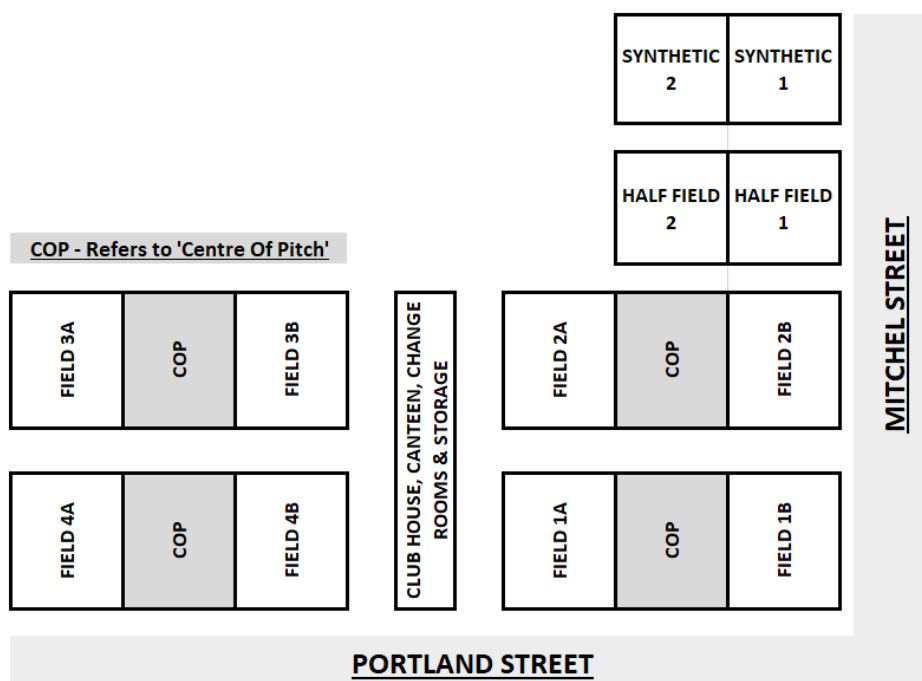 SYNTHETIC
2
SYNTHETIC
1
HALF FIELD
2
HALF FIELD
1
COP - Refers to 'Centre Of Pitch'
FIELD 3A
COP
FIELD 3B
CLUB HOUSE, CANTEEN, CHANGE
ROOMS & STORAGE
FIELD 2A
COP
FIELD 2B
MITCHEL STREET
FIELD 4A
COP
FIELD 4B
FIELD 1A
COP
FIELD 1B
PORTLAND STREET